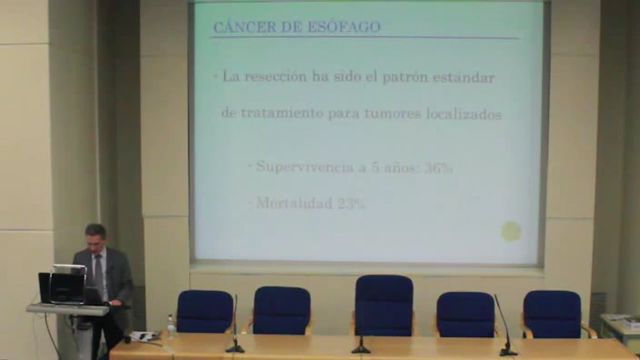 CÁNCER DE ESÓFAGO
· La resección ha sido el patrón estandar
de tratamiento para tumores localizados
· Supervivencia a 5 años: 36%
· Mortalidad 23%